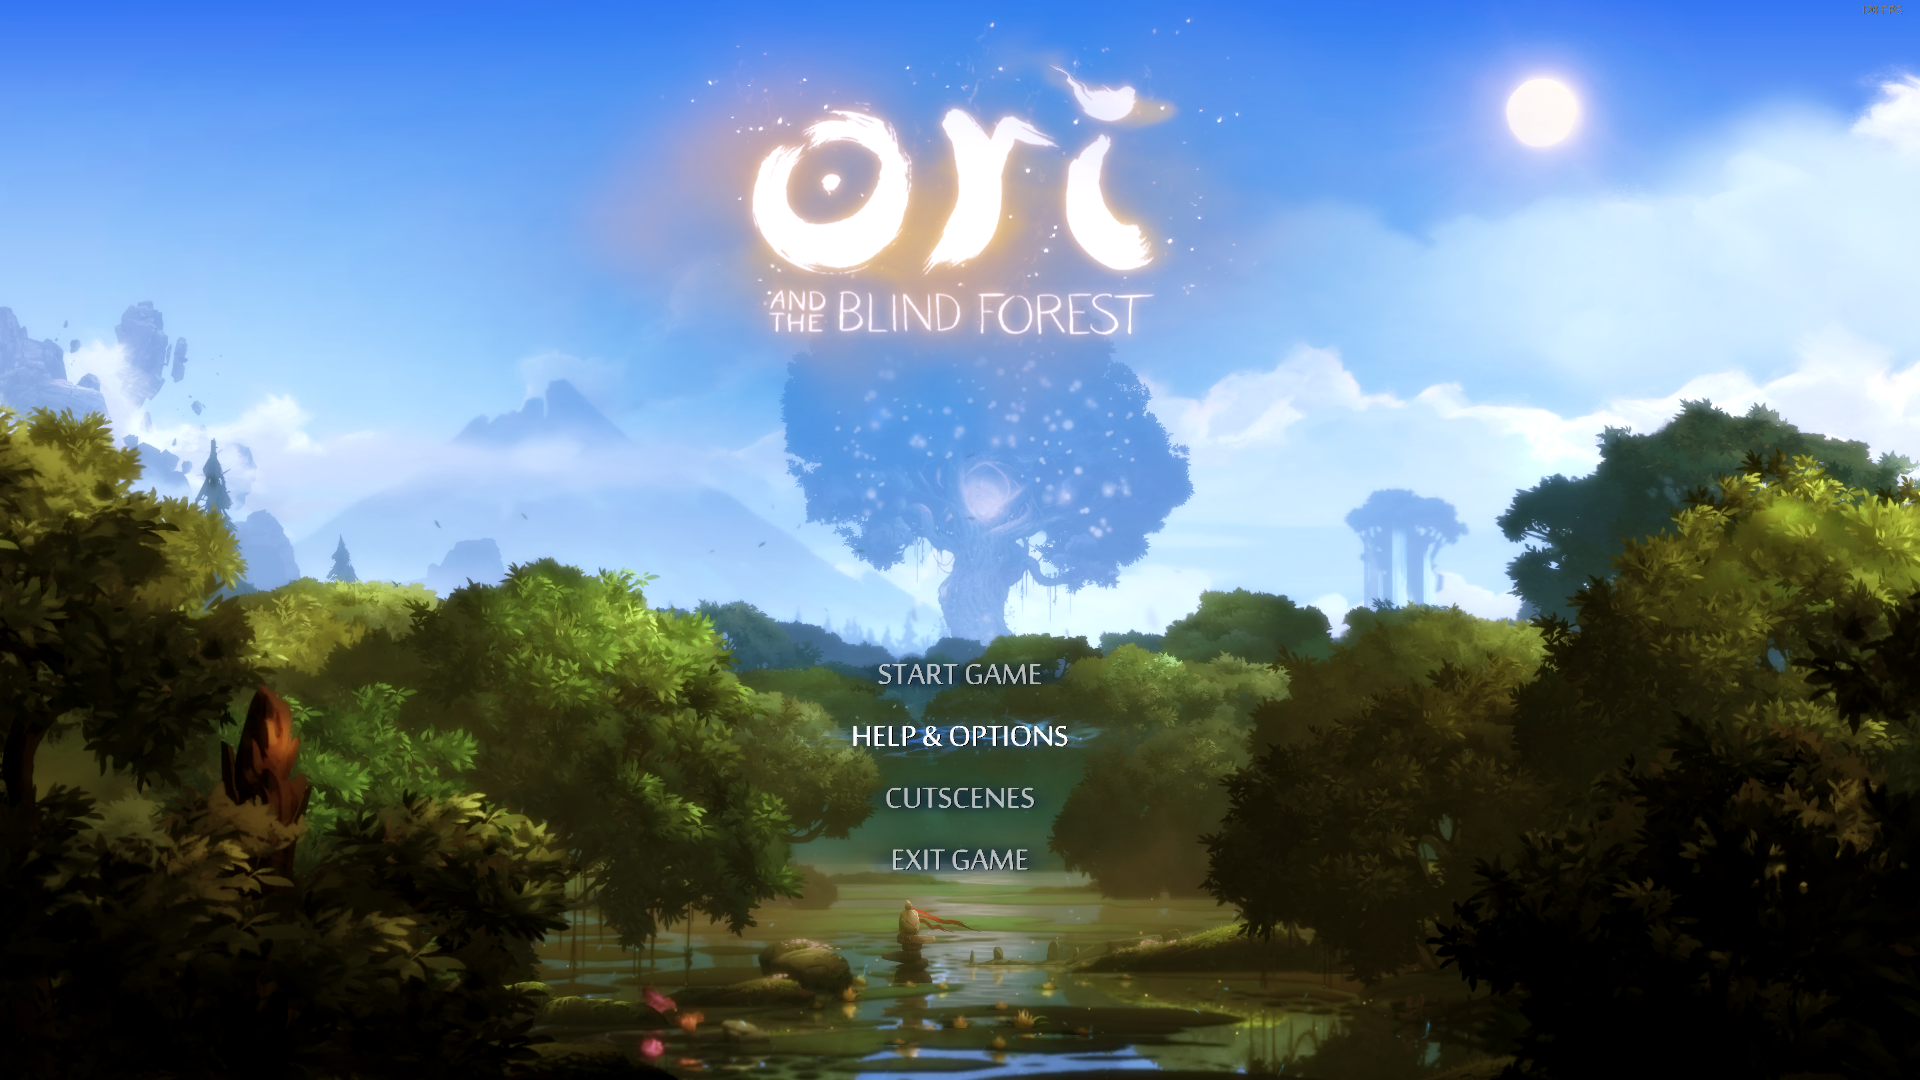 ori
AND THE BLIND FOREST
START GAME
HELP & OPTIONS
CUTSCENES
EXIT GAME